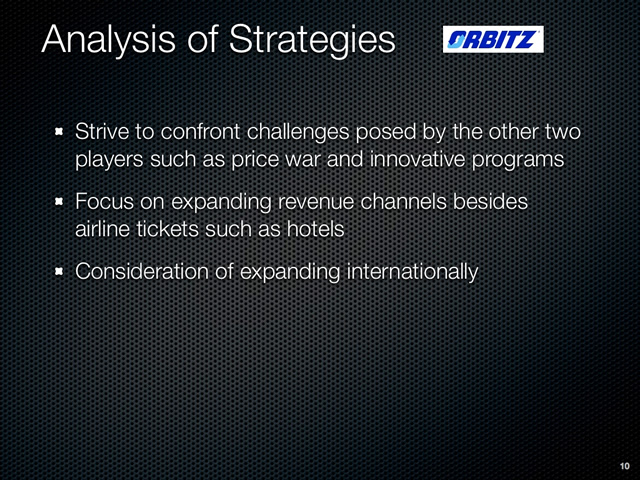 Analysis of Strategies
ORBITZ
Strive to confront challenges posed by the other two
players such as price war and innovative programs
Focus on expanding revenue channels besides
airline tickets such as hotels
Consideration of expanding internationally
10